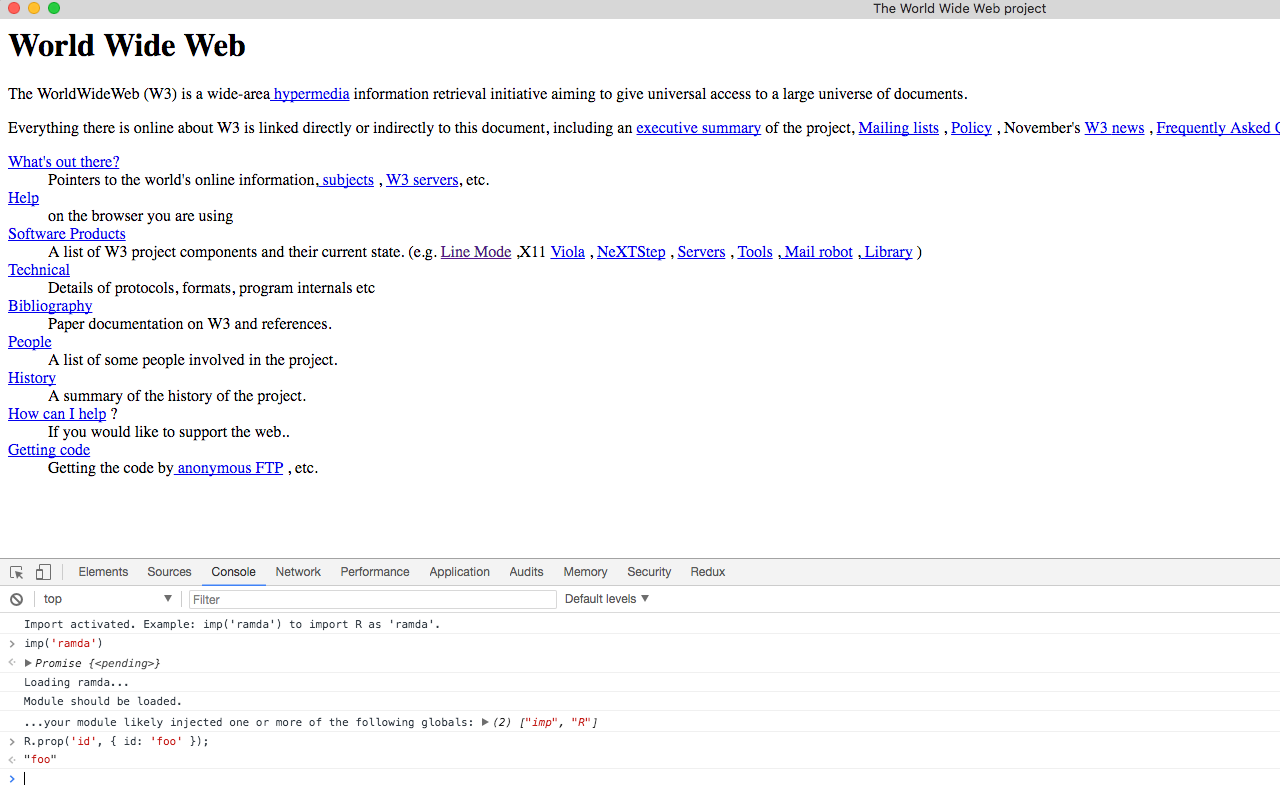 The World Wide Web project
World Wide Web
The WorldWideWeb (W3) is a wide-area hypermedia information retrieval initiative aiming to give universal access to a large universe of documents.
Everything there is online about W3 is linked directly or indirectly to this document, including an executive summary of the project, Mailing lists , Policy , November's W3 news , Frequently Asked
What's out there?
Pointers to the world's online information, subjects , W3 servers, etc.
Help
on the browser you are using
Software Products
A list of W3 project components and their current state. (e.g. Line Mode ,X11 Viola , NeXTStep , Servers , Tools , Mail robot , Library )
Technical
Details of protocols, formats, program internals etc
Bibliography
Paper documentation on W3 and references.
People
A list of some people involved in the project.
History
A summary of the history of the project.
How can I help ?
If you would like to support the web..
Getting code
Getting the code by anonymous FTP , etc.
Elements Sources Console Network Performance Application Audits Memory Security Redux
top ▼ Filter Default levels ▼
Import activated. Example: imp('ramda') to import R as 'ramda'.
> imp('ramda')
<· ▶ Promise {<pending>}
Loading ramda...
Module should be loaded.
...your module likely injected one or more of the following globals: ▶ (2) ["imp", "R"]
> R.prop('id', { id: 'foo' });
<· "foo"
>